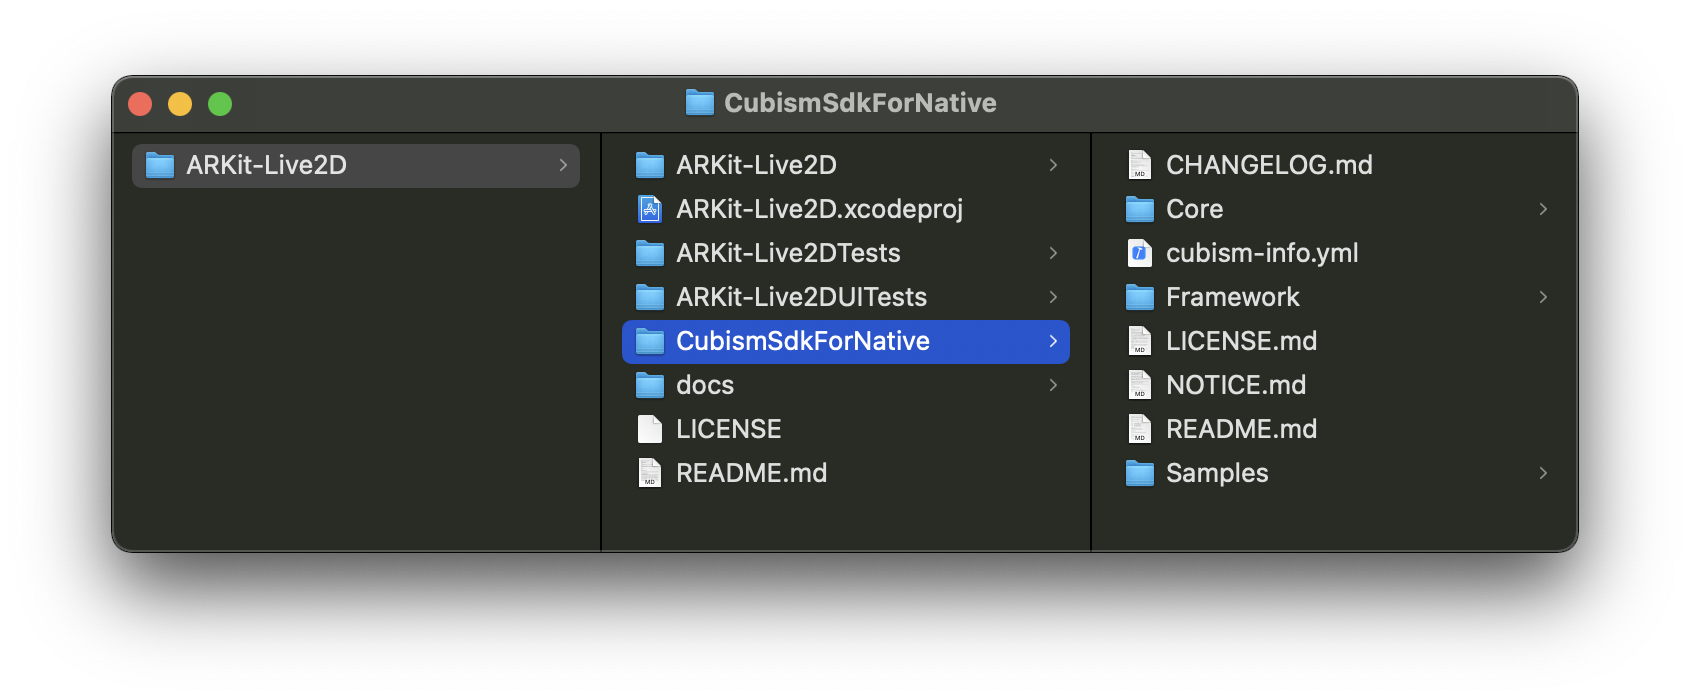 CubismSdkForNative
ARKit-Live2D
ARKit-Live2D
ARKit-Live2D.xcodeproj
ARKit-Live2DTests
ARKit-Live2DUITests
CubismSdkForNative
docs
LICENSE
README.md
CHANGELOG.md
Core
cubism-info.yml
Framework
LICENSE.md
NOTICE.md
README.md
Samples